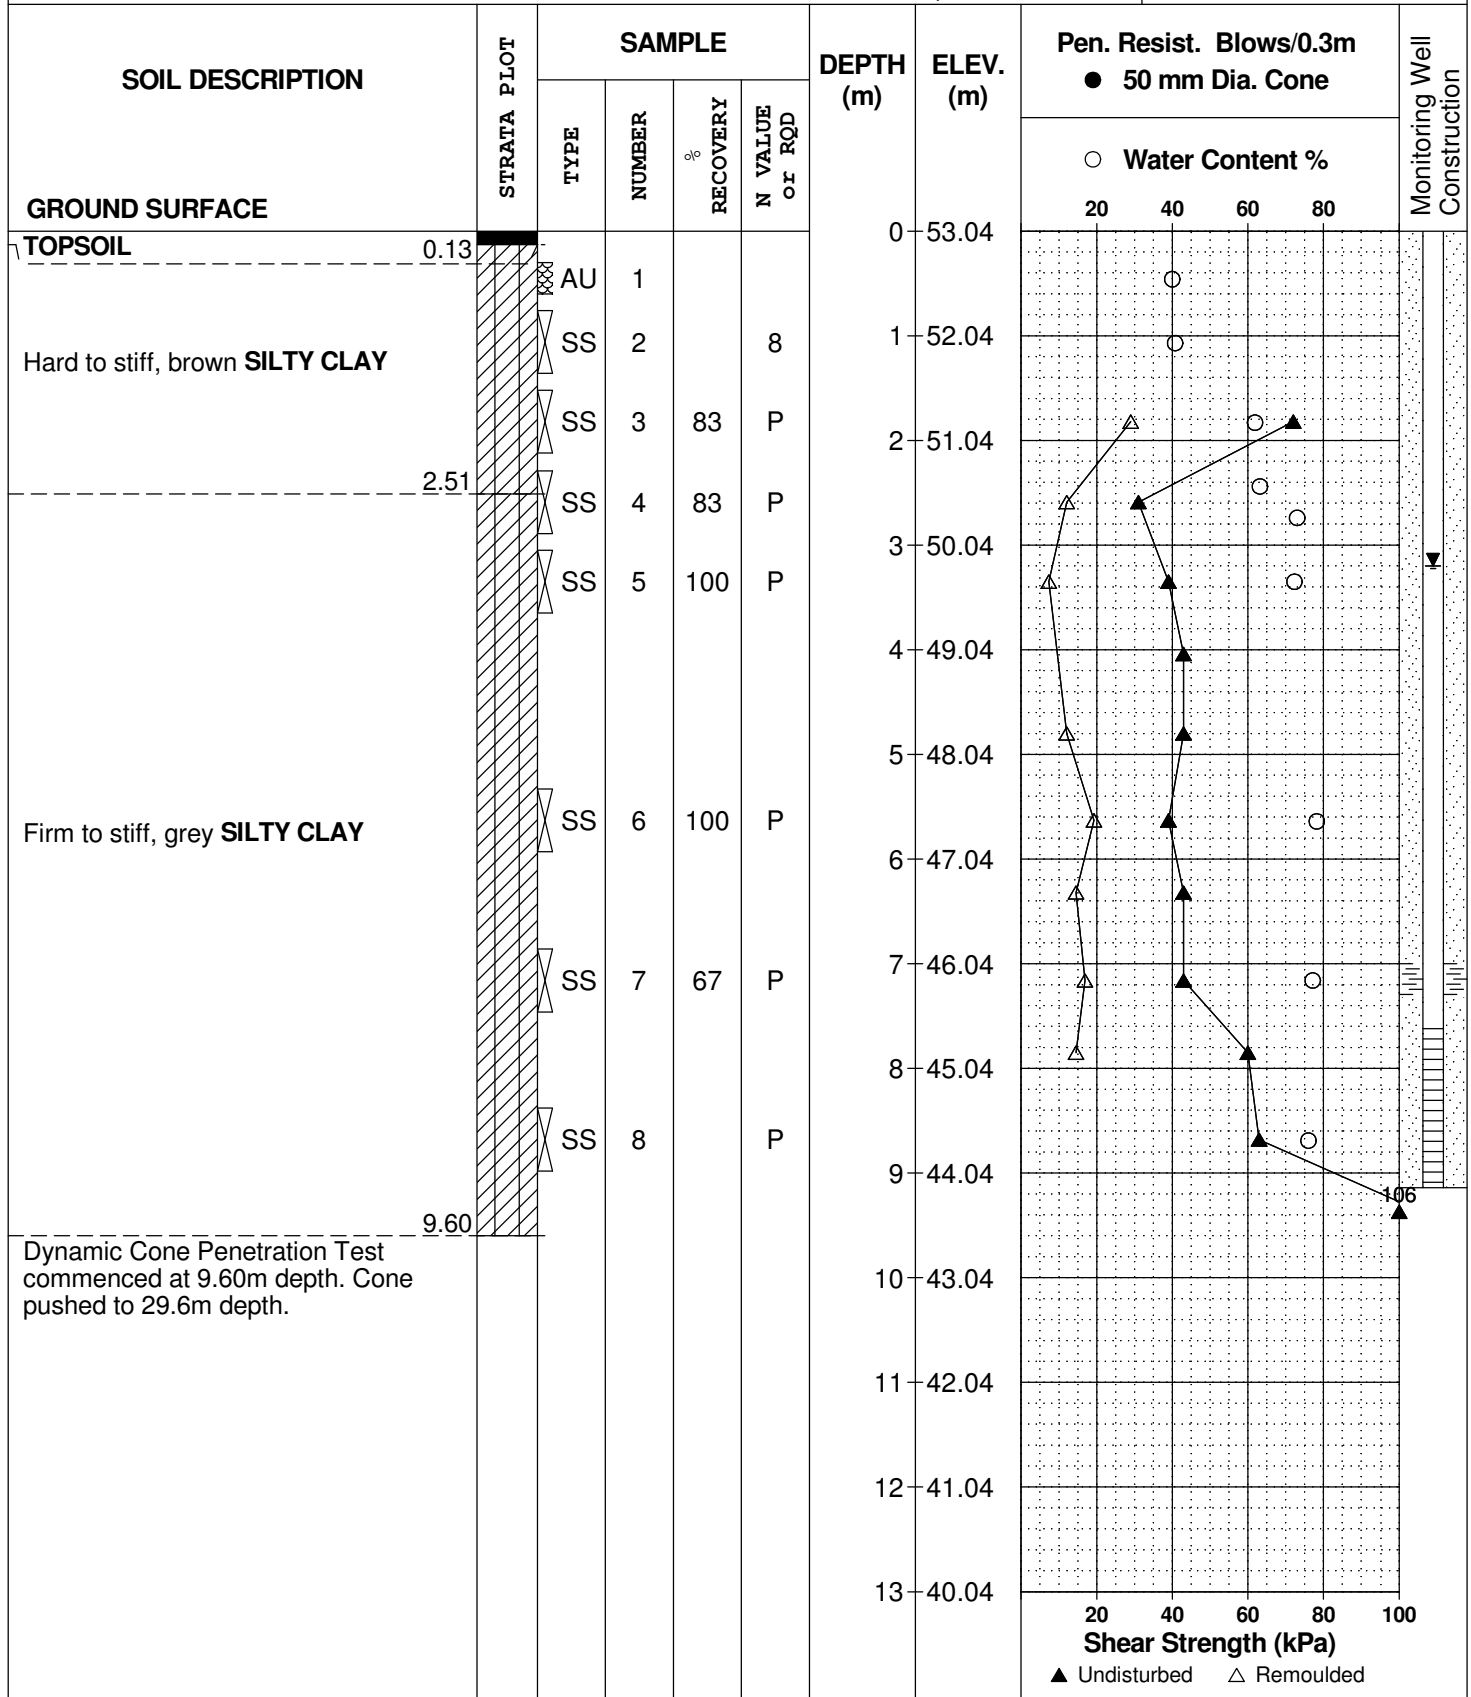 SOIL DESCRIPTION
GROUND SURFACE
STRATA PLOT
SAMPLE
TYPE
NUMBER
%
RECOVERY
N VALUE
or RQD
DEPTH
(m)
ELEV.
(m)
Pen. Resist. Blows/0.3m
● 50 mm Dia. Cone
○ Water Content %
20 40 60 80
Monitoring Well
Construction
0 53.04
TOPSOIL 0.13
AU 1
1 52.04
SS 2 8
Hard to stiff, brown SILTY CLAY
SS 3 83 P
2 51.04
2.51
SS 4 83 P
3 50.04
SS 5 100 P
4 49.04
5 48.04
SS 6 100 P
Firm to stiff, grey SILTY CLAY
6 47.04
7 46.04
SS 7 67 P
8 45.04
SS 8 P
9 44.04
106
9.60
Dynamic Cone Penetration Test
commenced at 9.60m depth. Cone
pushed to 29.6m depth.
10 43.04
11 42.04
12 41.04
13 40.04
20 40 60 80 100
Shear Strength (kPa)
▲ Undisturbed △ Remoulded